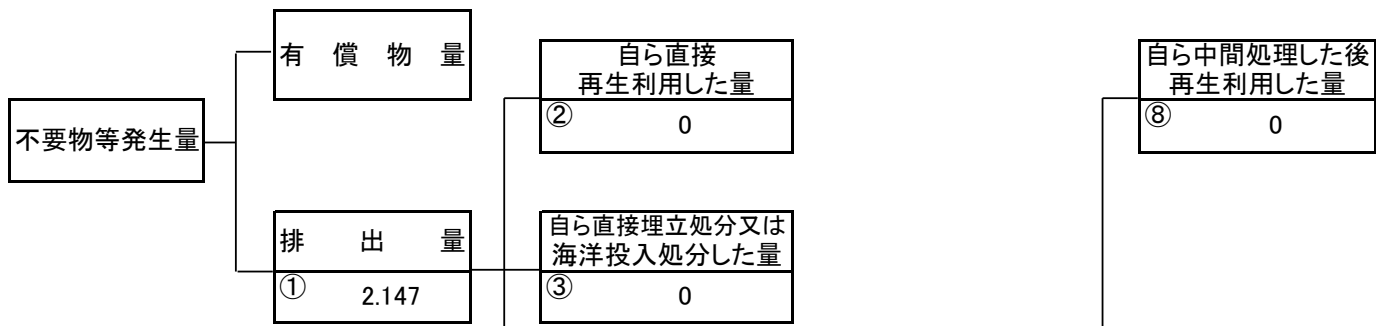 有償物量
自ら直接
再生利用した量
②
0
自ら中間処理した後
再生利用した量
⑧
0
不要物等発生量
排出量
①
2.147
自ら直接埋立処分又は
海洋投入処分した量
③
0